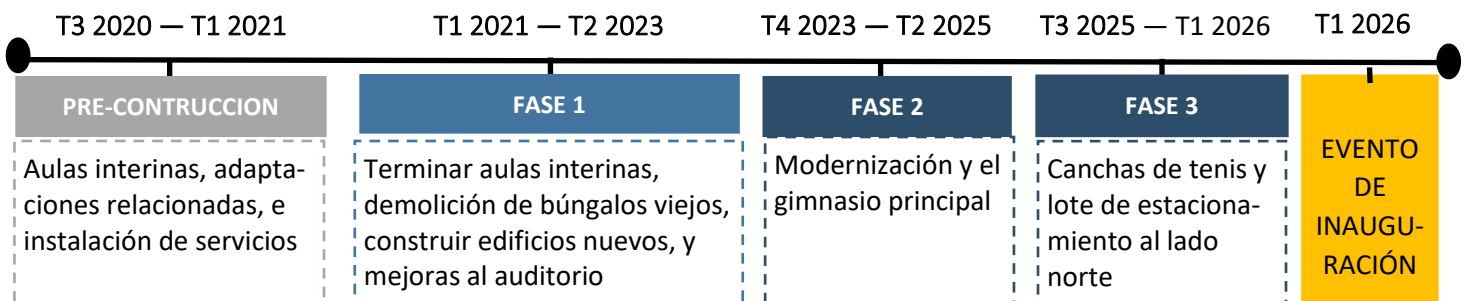 T3 2020 — T1 2021
T1 2021 — T2 2023
T4 2023 — T2 2025
T3 2025 — T1 2026
T1 2026
PRE-CONTRUCCION
Aulas interinas, adapta-
ciones relacionadas, e
instalación de servicios
FASE 1
Terminar aulas interinas,
demolición de búngalos viejos,
construir edificios nuevos, y
mejoras al auditorio
FASE 2
Modernización y el
gimnasio principal
FASE 3
Canchas de tenis y
lote de estaciona-
miento al lado
norte
EVENTO
DE
INAUGU-
RACIÓN